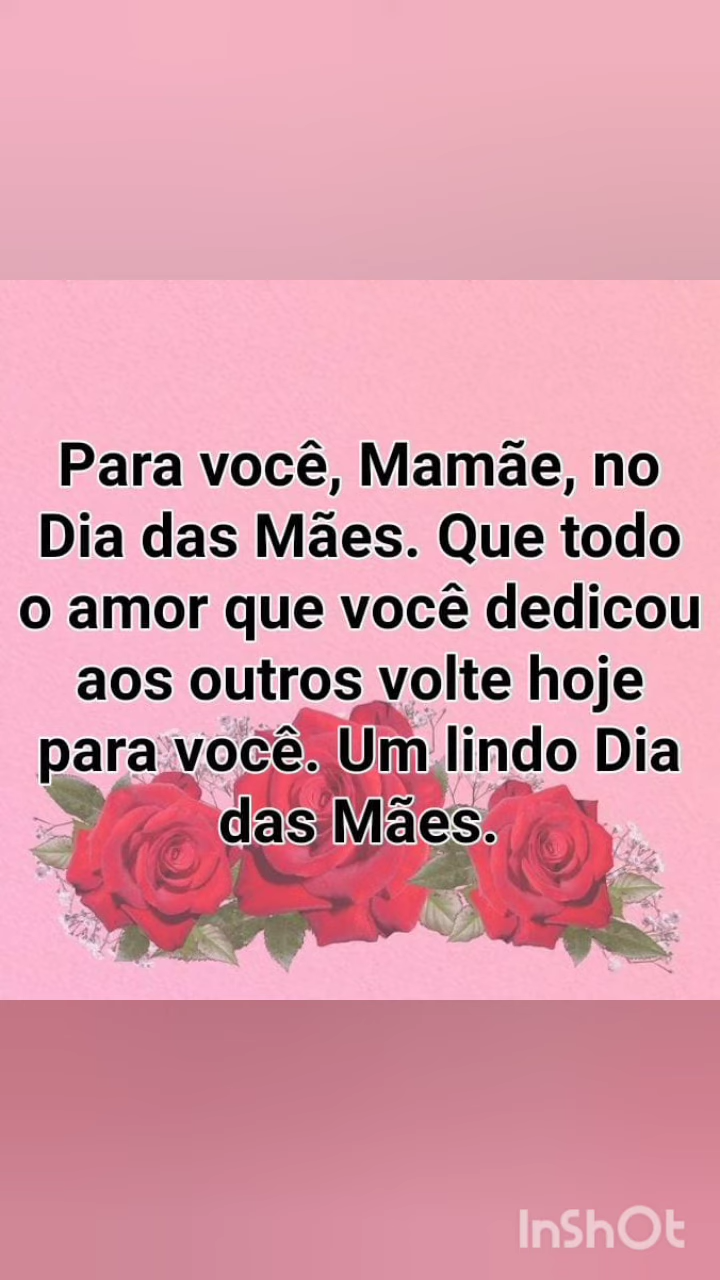 Para você, Mamãe, no
Dia das Mães. Que todo
o amor que você dedicou
aos outros volte hoje
para você. Um lindo Dia
das Mães.
InShOt